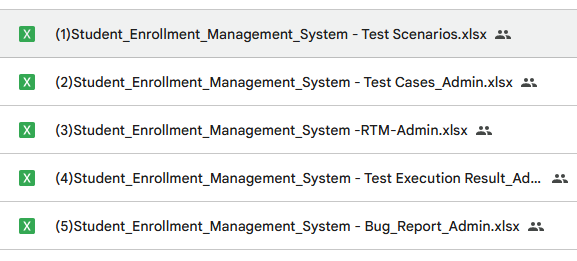 (1)Student_Enrollment_Management_System - Test Scenarios.xlsx
(2)Student_Enrollment_Management_System - Test Cases_Admin.xlsx
(3)Student_Enrollment_Management_System -RTM-Admin.xlsx
(4)Student_Enrollment_Management_System - Test Execution Result_Ad...
(5)Student_Enrollment_Management_System - Bug_Report_Admin.xlsx